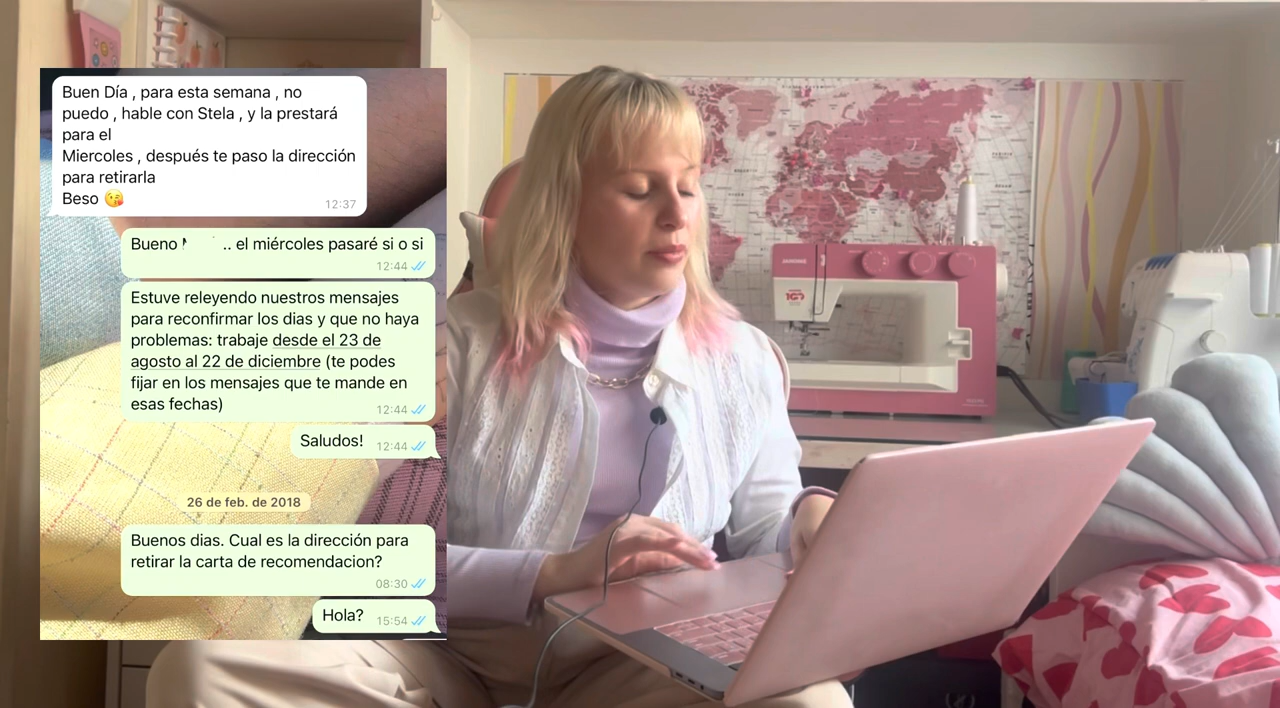 Buen Día , para esta semana , no
puedo , hable con Stela , y la prestará
para el
Miercoles , después te paso la dirección
para retirarla
Beso 😘
12:37
Bueno .. el miércoles pasaré si o si
12:44
Estuve releyendo nuestros mensajes
para reconfirmar los dias y que no haya
problemas: trabaje desde el 23 de
agosto al 22 de diciembre (te podes
fijar en los mensajes que te mande en
esas fechas)
12:44
Saludos!
12:44
26 de feb. de 2018
Buenos dias. Cual es la dirección para
retirar la carta de recomendacion?
08:30
Hola?
15:54
JANOME